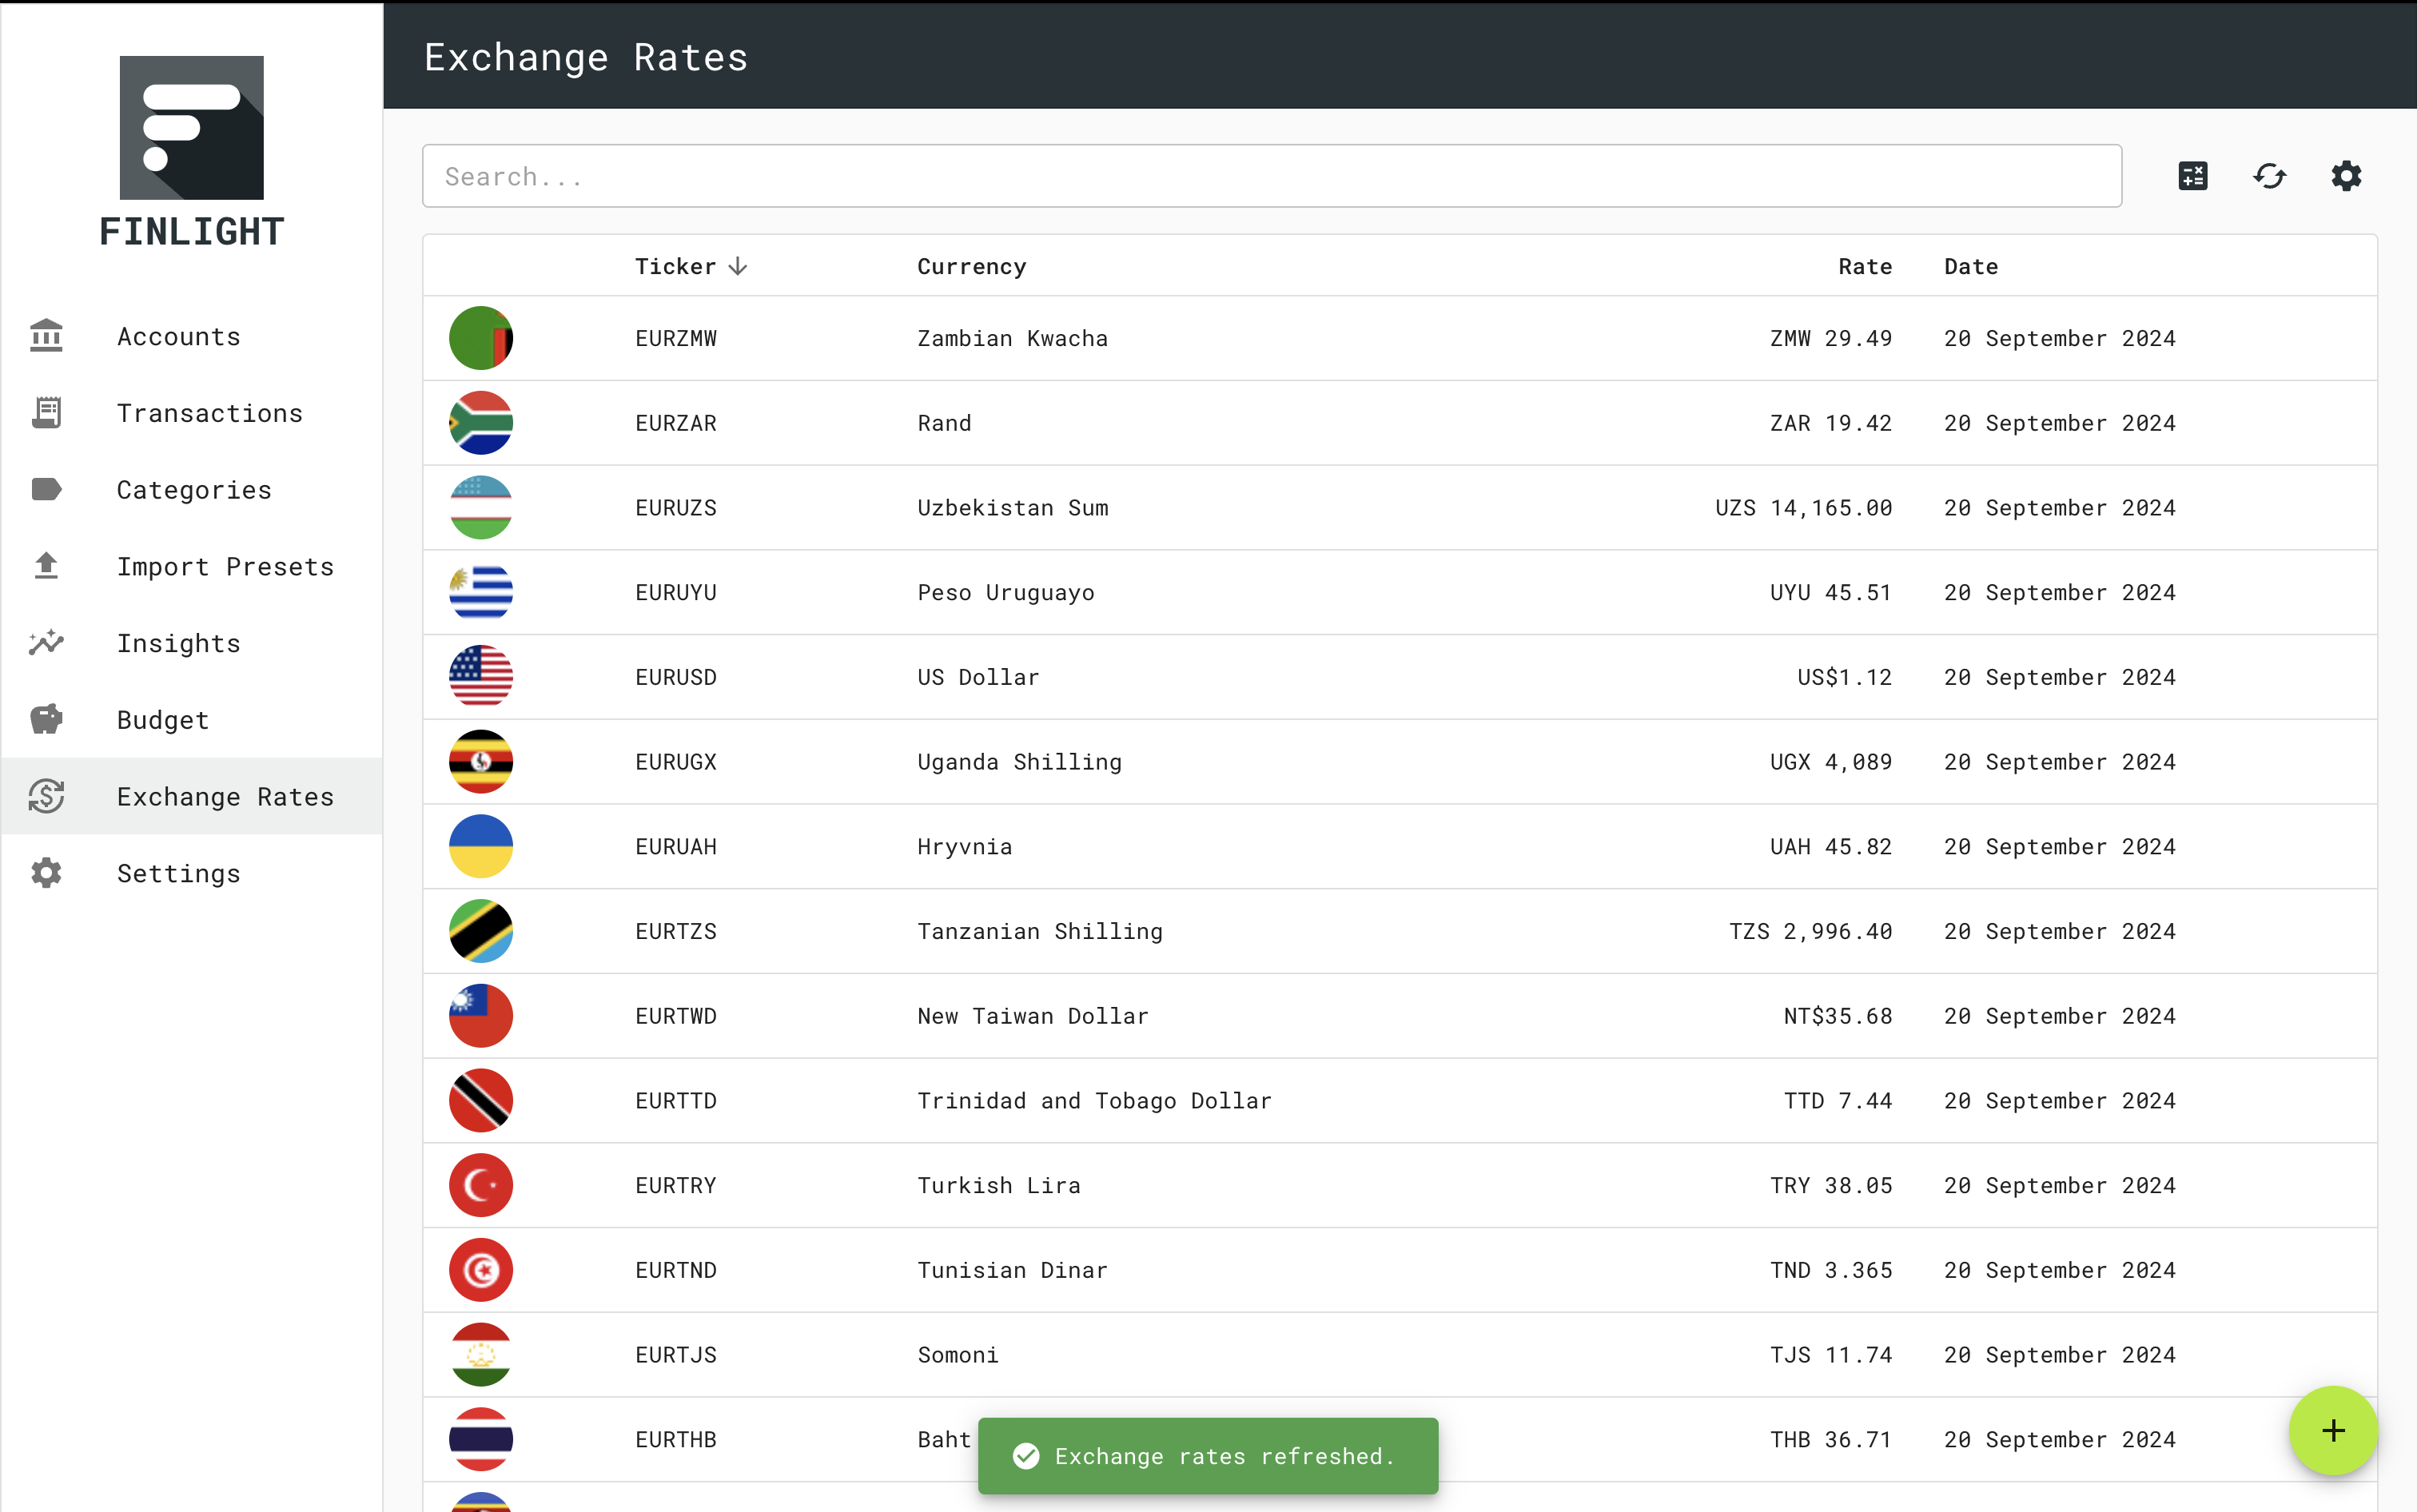 Exchange Rates
FINLIGHT
Accounts
Transactions
Categories
Import Presets
Insights
Budget
Exchange Rates
Settings
Search...
Ticker Currency Rate Date
EURZMW Zambian Kwacha ZMW 29.49 20 September 2024
EURZAR Rand ZAR 19.42 20 September 2024
EURUZS Uzbekistan Sum UZS 14,165.00 20 September 2024
EURUYU Peso Uruguayo UYU 45.51 20 September 2024
EURUSD US Dollar US$1.12 20 September 2024
EURUGX Uganda Shilling UGX 4,089 20 September 2024
EURUAH Hryvnia UAH 45.82 20 September 2024
EURTZS Tanzanian Shilling TZS 2,996.40 20 September 2024
EURTWD New Taiwan Dollar NT$35.68 20 September 2024
EURTTD Trinidad and Tobago Dollar TTD 7.44 20 September 2024
EURTRY Turkish Lira TRY 38.05 20 September 2024
EURTND Tunisian Dinar TND 3.365 20 September 2024
EURTJS Somoni TJS 11.74 20 September 2024
EURTHB Baht THB 36.71 20 September 2024
Exchange rates refreshed.